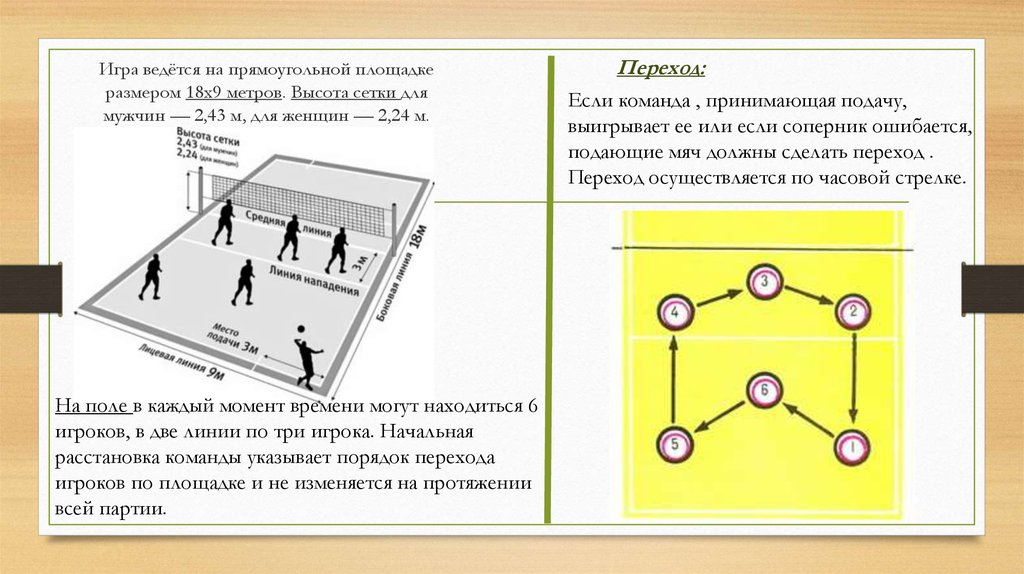 Игра ведётся на прямоугольной площадке
размером 18х9 метров. Высота сетки для
мужчин — 2,43 м, для женщин — 2,24 м.
Высота сетки
2,43 (для мужчин)
2,24 (для женщин)
Средняя линия
3м
Линия нападения
Боковая линия 18м
Место
подачи 3м
Лицевая линия 9м
На поле в каждый момент времени могут находиться 6
игроков, в две линии по три игрока. Начальная
расстановка команды указывает порядок перехода
игроков по площадке и не изменяется на протяжении
всей партии.
Переход:
Если команда , принимающая подачу,
выигрывает ее или если соперник ошибается,
подающие мяч должны сделать переход .
Переход осуществляется по часовой стрелке.
3
4
2
6
5
1